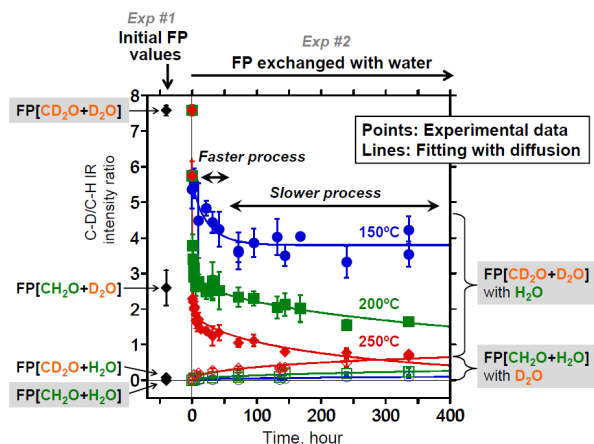 Exp #1
Initial FP
values
Exp #2
FP exchanged with water
FP[CD₂O+D₂O]
FP[CH₂O+D₂O]
FP[CD₂O+H₂O]
FP[CH₂O+H₂O]
C-D/C-H IR
intensity ratio
8
7
6
5
4
3
2
1
0
Points: Experimental data
Lines: Fitting with diffusion
Faster process
Slower process
150ºC
200ºC
250ºC
FP[CD₂O+D₂O]
with H₂O
FP[CH₂O+H₂O]
with D₂O
0
100
200
300
400
Time, hour